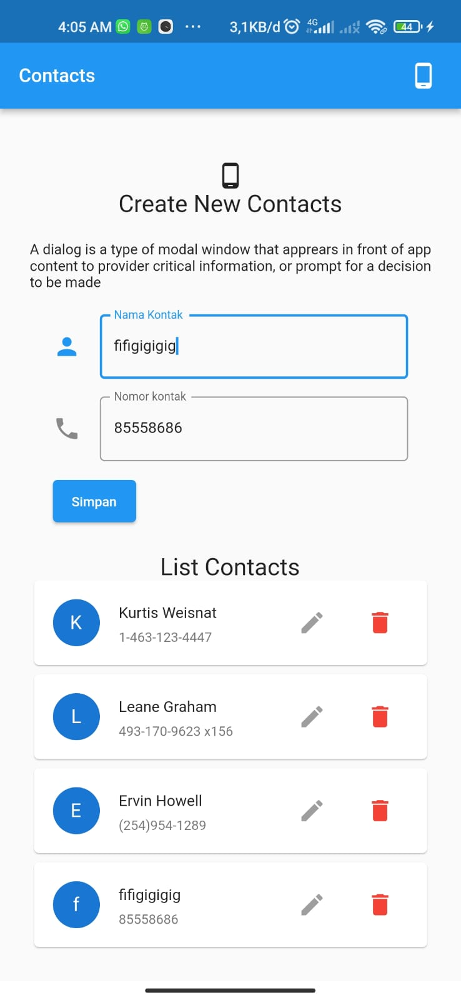 4:05 AM 3,1KB/d 4G 44
Contacts
Create New Contacts
A dialog is a type of modal window that apprears in front of app
content to provider critical information, or prompt for a decision
to be made
Nama Kontak
fifigigigig
Nomor kontak
85558686
Simpan
List Contacts
K
Kurtis Weisnat
1-463-123-4447
L
Leane Graham
493-170-9623 x156
E
Ervin Howell
(254)954-1289
f
fifigigigig
85558686